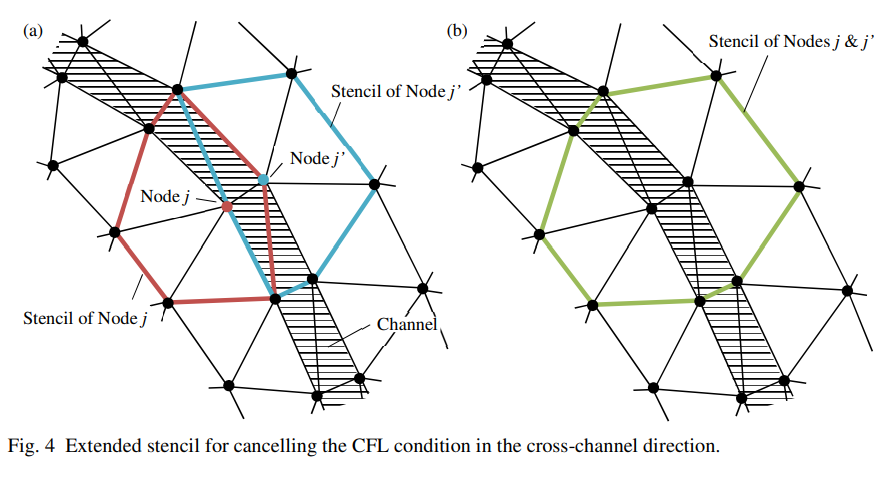 (a)
(b)
Stencil of Nodes j & j’
Stencil of Node j’
Node j’
Node j
Stencil of Node j
Channel
Fig. 4 Extended stencil for cancelling the CFL condition in the cross-channel direction.